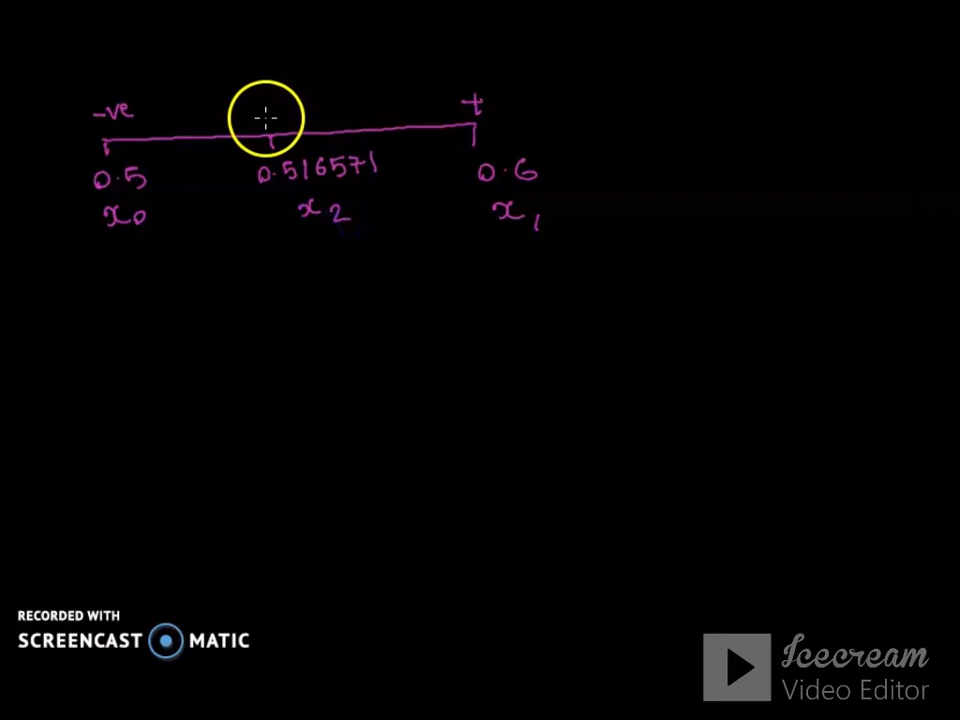 -ve +
0.5 0.516571 0.6
x0 x2 x1
RECORDED WITH
SCREENCAST MATIC
Icecream
Video Editor